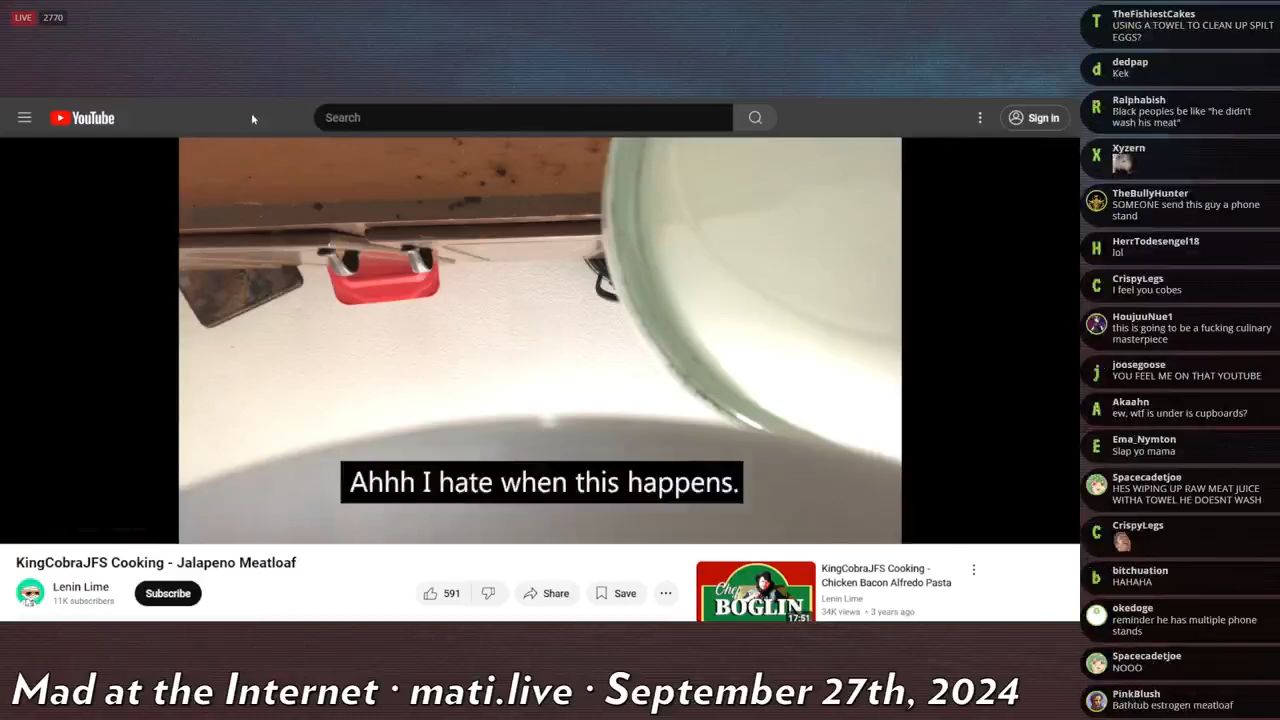 LIVE 2770
YouTube
Search
Sign in
Ahhh I hate when this happens.
KingCobraJFS Cooking - Jalapeno Meatloaf
Lenin Lime
11K subscribers
Subscribe
591
Share
Save
Chef
BOGLIN
17:51
KingCobraJFS Cooking -
Chicken Bacon Alfredo Pasta
Lenin Lime
34K views • 3 years ago
Mad at the Internet · mati.live · September 27th, 2024
T
TheFishiestCakes
USING A TOWEL TO CLEAN UP SPILT
EGGS?
d
dedpap
Kek
R
Ralphabish
Black peoples be like "he didn't
wash his meat"
X
Xyzern
TheBullyHunter
SOMEONE send this guy a phone
stand
H
HerrTodesengel18
lol
C
CrispyLegs
I feel you cobes
HoujuuNue1
this is going to be a fucking culinary
masterpiece
j
joosegoose
YOU FEEL ME ON THAT YOUTUBE
A
Akaahn
ew, wtf is under is cupboards?
E
Ema_Nymton
Slap yo mama
Spacecadetjoe
HES WIPING UP RAW MEAT JUICE
WITHA TOWEL HE DOESNT WASH
C
CrispyLegs
b
bitchuation
HAHAHA
okedoge
reminder he has multiple phone
stands
Spacecadetjoe
NOOO
PinkBlush
Bathtub estrogen meatloaf